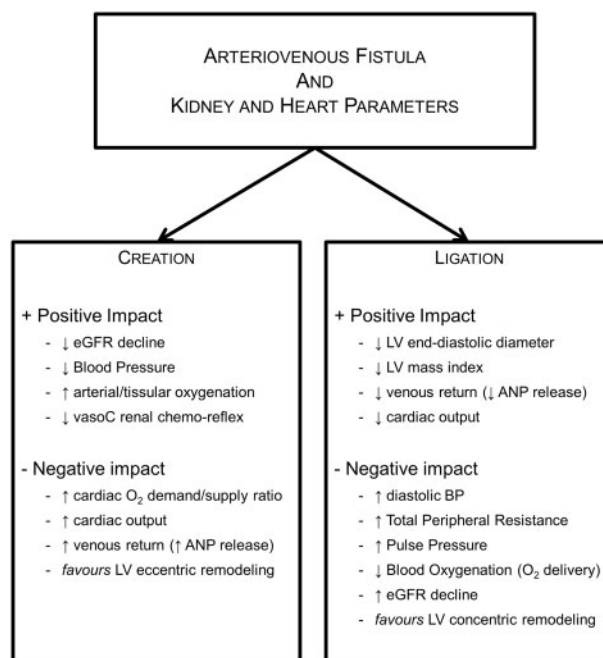 ARTERIOVENOUS FISTULA
AND
KIDNEY AND HEART PARAMETERS
CREATION
+ Positive Impact
- ↓ eGFR decline
- ↓ Blood Pressure
- ↑ arterial/tissular oxygenation
- ↓ vasoC renal chemo-reflex
- Negative impact
- ↑ cardiac O₂ demand/supply ratio
- ↑ cardiac output
- ↑ venous return (↑ ANP release)
- favours LV eccentric remodeling
LIGATION
+ Positive Impact
- ↓ LV end-diastolic diameter
- ↓ LV mass index
- ↓ venous return (↓ ANP release)
- ↓ cardiac output
- Negative impact
- ↑ diastolic BP
- ↑ Total Peripheral Resistance
- ↑ Pulse Pressure
- ↓ Blood Oxygenation (O₂ delivery)
- ↑ eGFR decline
- favours LV concentric remodeling